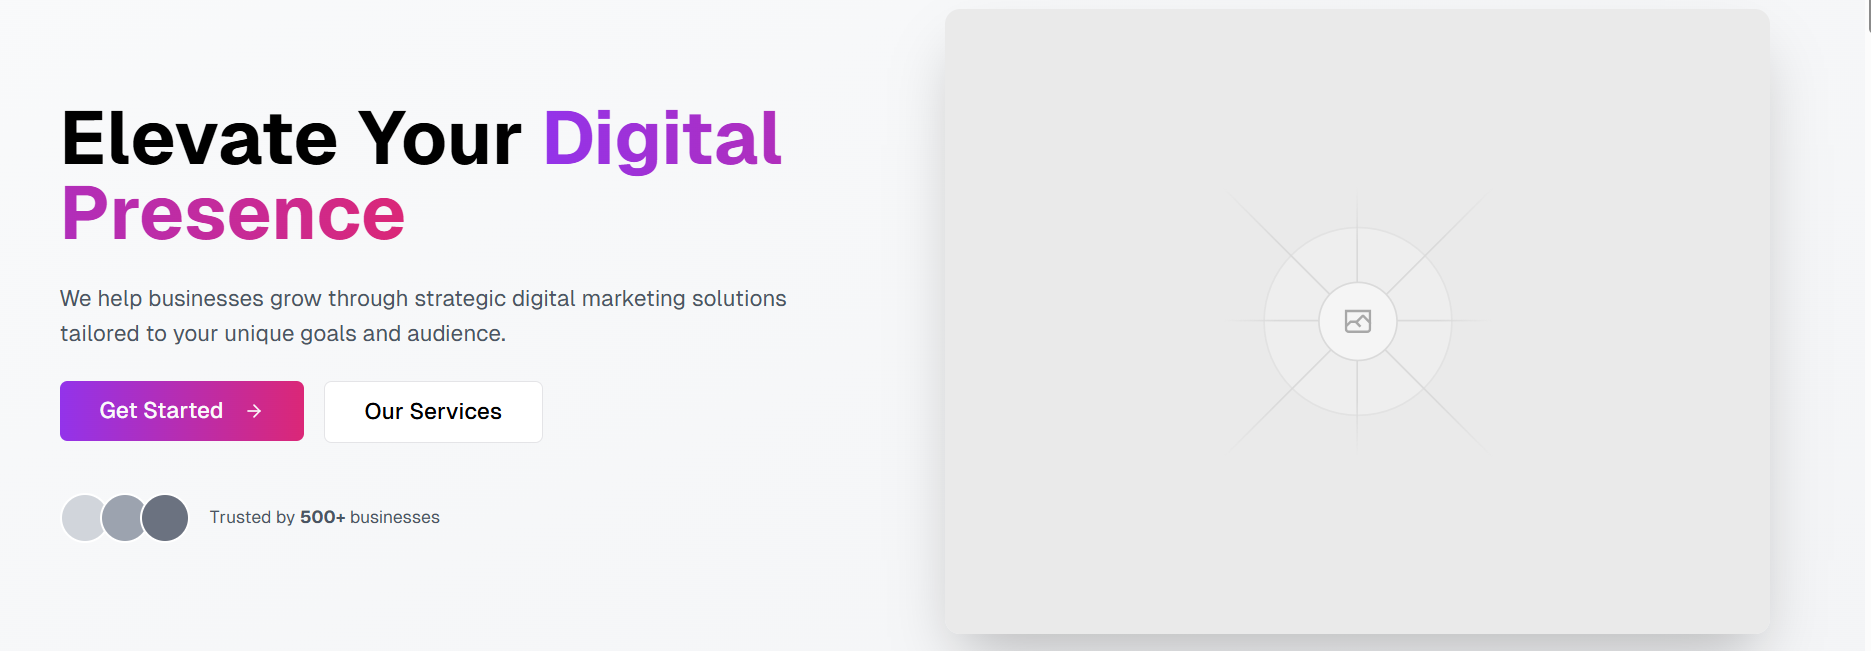 Elevate Your Digital
Presence
We help businesses grow through strategic digital marketing solutions
tailored to your unique goals and audience.
Get Started →
Our Services
Trusted by 500+ businesses